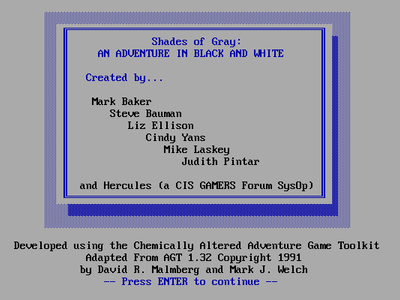 Shades of Gray:
AN ADVENTURE IN BLACK AND WHITE
Created by...
Mark Baker
Steve Bauman
Liz Ellison
Cindy Yans
Mike Laskey
Judith Pintar
and Hercules (a CIS GAMERS Forum SysOp)
Developed using the Chemically Altered Adventure Game Toolkit
Adapted From AGT 1.32 Copyright 1991
by David R. Malmberg and Mark J. Welch
-- Press ENTER to continue --